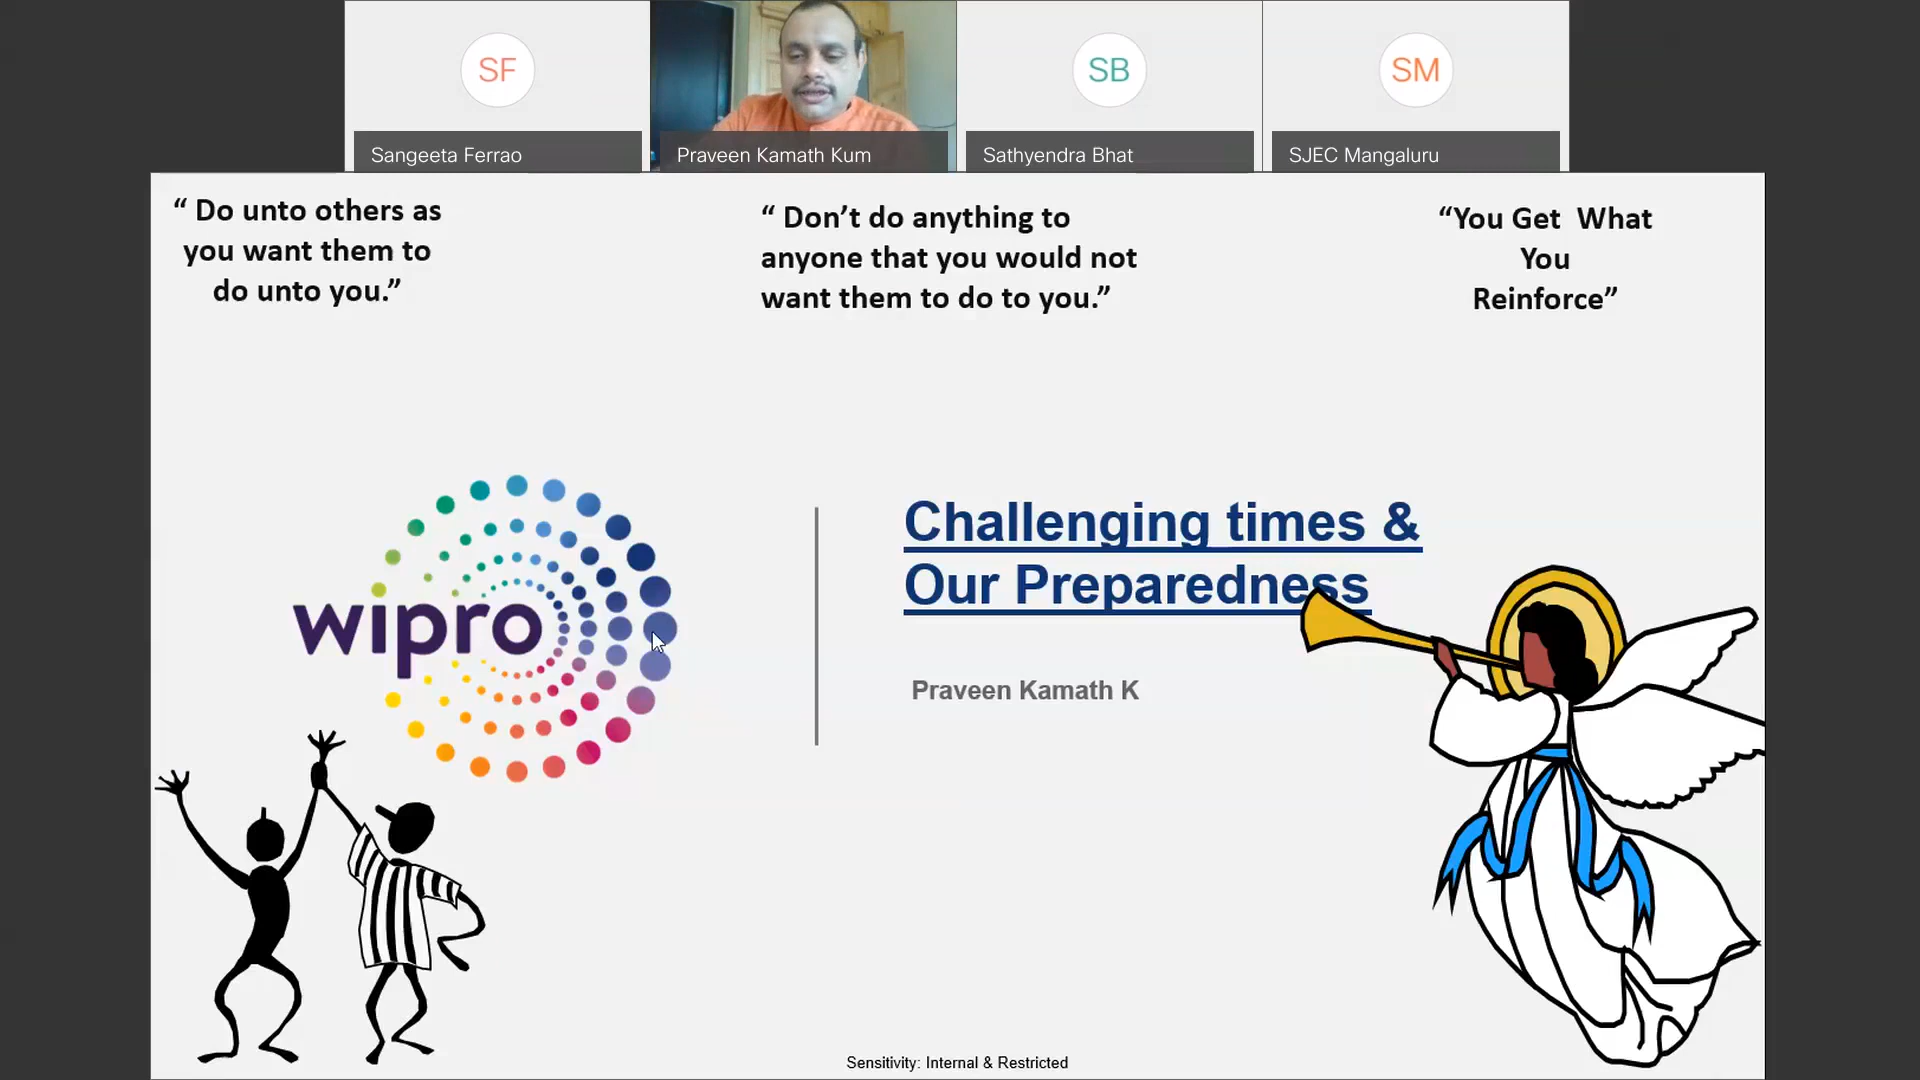 SF
SB
SM
Sangeeta Ferrao
Praveen Kamath Kum
Sathyendra Bhat
SJEC Mangaluru
“ Do unto others as
you want them to
do unto you.”
“ Don’t do anything to
anyone that you would not
want them to do to you.”
“You Get  What
You
Reinforce”
wipro
Challenging times &
Our Preparedness
Praveen Kamath K
Sensitivity: Internal & Restricted